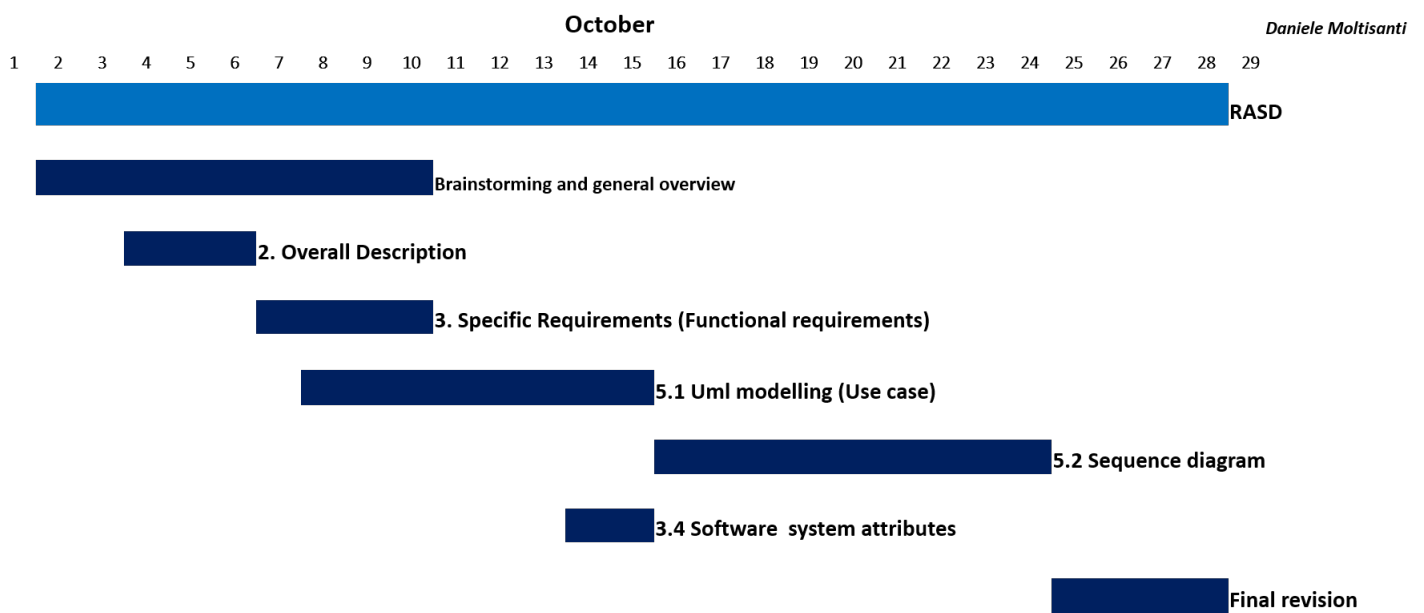 October
Daniele Moltisanti
1 2 3 4 5 6 7 8 9 10 11 12 13 14 15 16 17 18 19 20 21 22 23 24 25 26 27 28 29
RASD
Brainstorming and general overview
2. Overall Description
3. Specific Requirements (Functional requirements)
5.1 Uml modelling (Use case)
5.2 Sequence diagram
3.4 Software system attributes
Final revision